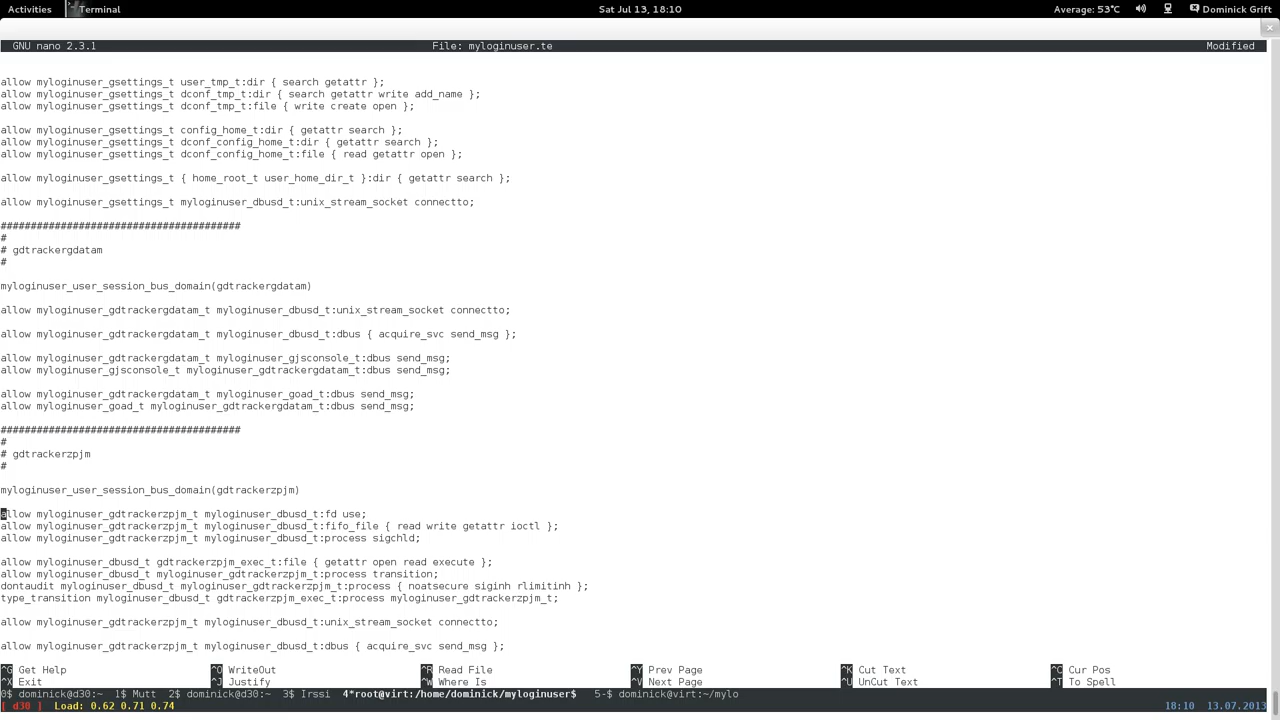 Activities Terminal Sat Jul 13, 18:10 Average: 53°C Dominick Grift
GNU nano 2.3.1 File: myloginuser.te Modified
allow myloginuser_gsettings_t user_tmp_t:dir { search getattr };
allow myloginuser_gsettings_t dconf_tmp_t:dir { search getattr write add_name };
allow myloginuser_gsettings_t dconf_tmp_t:file { write create open };
allow myloginuser_gsettings_t config_home_t:dir { getattr search };
allow myloginuser_gsettings_t dconf_config_home_t:dir { getattr search };
allow myloginuser_gsettings_t dconf_config_home_t:file { read getattr open };
allow myloginuser_gsettings_t { home_root_t user_home_dir_t }:dir { getattr search };
allow myloginuser_gsettings_t myloginuser_dbusd_t:unix_stream_socket connectto;
########################################
#
# gdtrackergdatam
#
myloginuser_user_session_bus_domain(gdtrackergdatam)
allow myloginuser_gdtrackergdatam_t myloginuser_dbusd_t:unix_stream_socket connectto;
allow myloginuser_gdtrackergdatam_t myloginuser_dbusd_t:dbus { acquire_svc send_msg };
allow myloginuser_gdtrackergdatam_t myloginuser_gjsconsole_t:dbus send_msg;
allow myloginuser_gjsconsole_t myloginuser_gdtrackergdatam_t:dbus send_msg;
allow myloginuser_gdtrackergdatam_t myloginuser_goad_t:dbus send_msg;
allow myloginuser_goad_t myloginuser_gdtrackergdatam_t:dbus send_msg;
########################################
#
# gdtrackerzpjm
#
myloginuser_user_session_bus_domain(gdtrackerzpjm)
allow myloginuser_gdtrackerzpjm_t myloginuser_dbusd_t:fd use;
allow myloginuser_gdtrackerzpjm_t myloginuser_dbusd_t:fifo_file { read write getattr ioctl };
allow myloginuser_gdtrackerzpjm_t myloginuser_dbusd_t:process sigchld;
allow myloginuser_dbusd_t gdtrackerzpjm_exec_t:file { getattr open read execute };
allow myloginuser_dbusd_t myloginuser_gdtrackerzpjm_t:process transition;
dontaudit myloginuser_dbusd_t myloginuser_gdtrackerzpjm_t:process { noatsecure siginh rlimitinh };
type_transition myloginuser_dbusd_t gdtrackerzpjm_exec_t:process myloginuser_gdtrackerzpjm_t;
allow myloginuser_gdtrackerzpjm_t myloginuser_dbusd_t:unix_stream_socket connectto;
allow myloginuser_gdtrackerzpjm_t myloginuser_dbusd_t:dbus { acquire_svc send_msg };
^G Get Help ^O WriteOut ^R Read File ^Y Prev Page ^K Cut Text ^C Cur Pos
^X Exit ^J Justify ^W Where Is ^V Next Page ^U UnCut Text ^T To Spell
0$ dominick@d30:~ 1$ Mutt 2$ dominick@d30:~ 3$ Irssi 4*root@virt:/home/dominick/myloginuser$ 5-$ dominick@virt:~/mylo
[ d30 ] Load: 0.62 0.71 0.74 18:10 13.07.2013